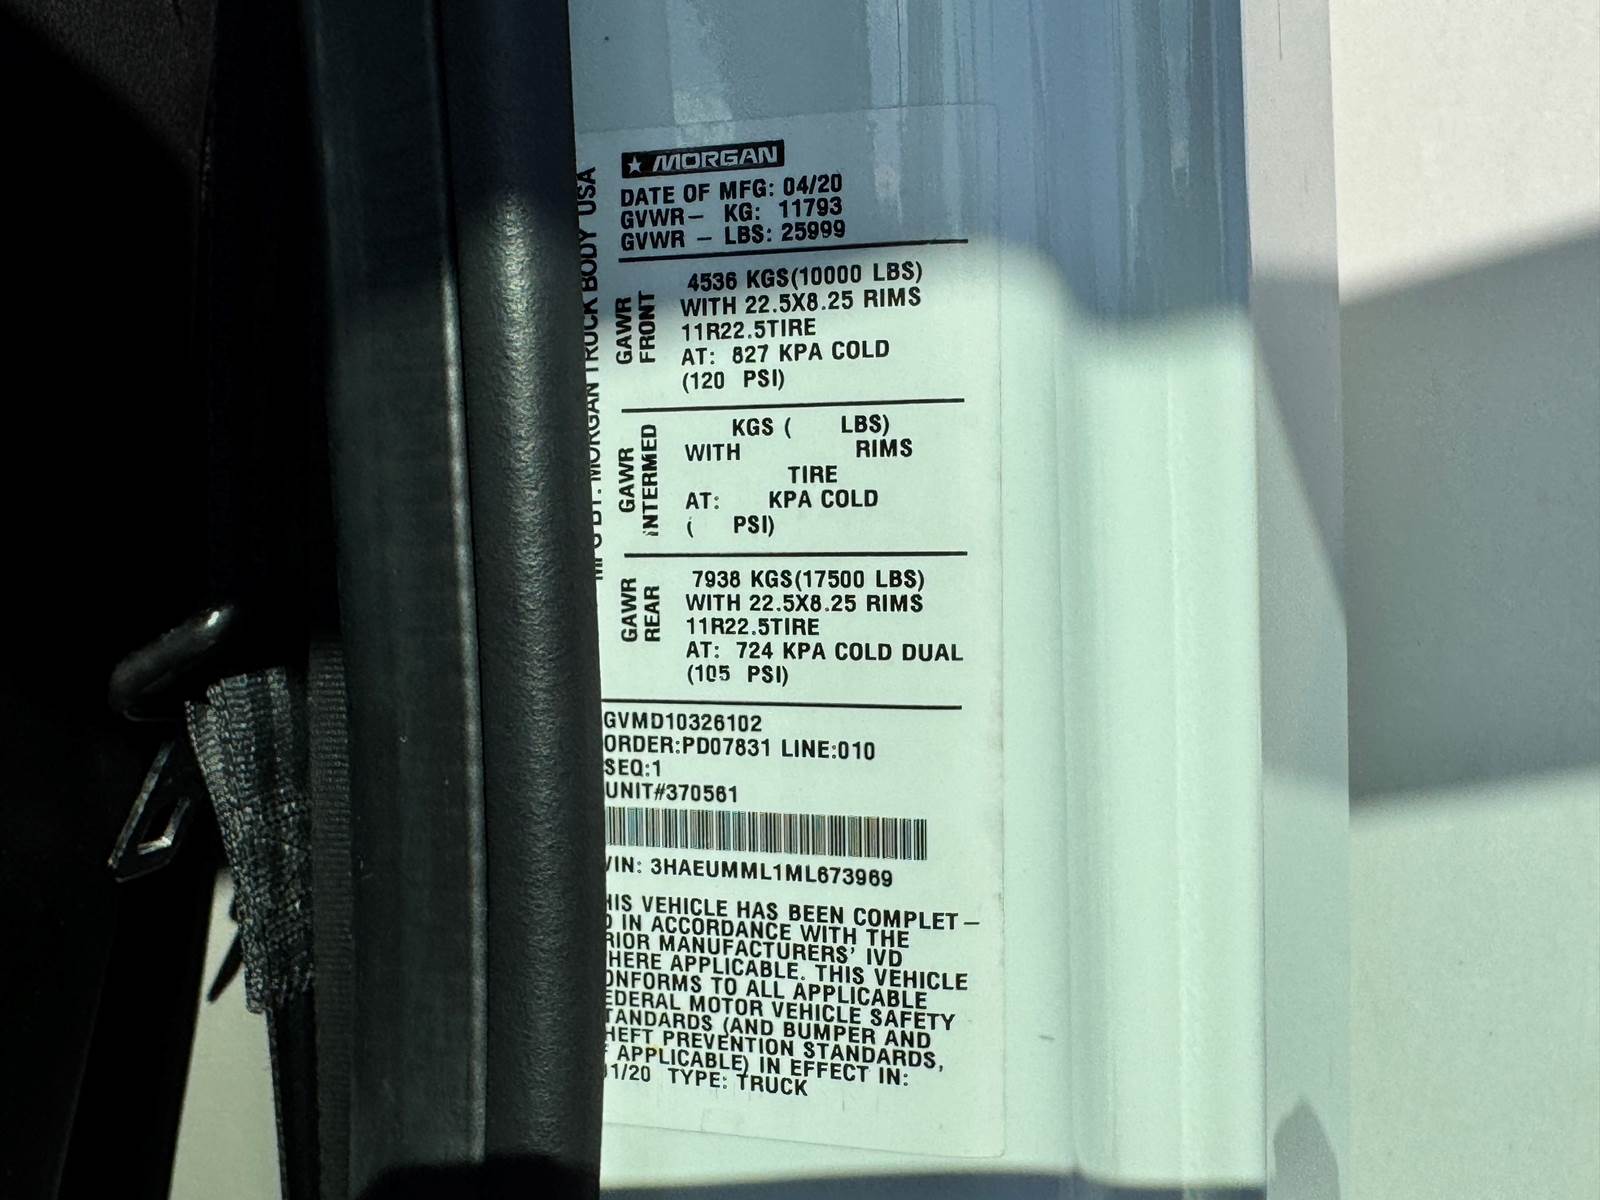 MORGAN
DATE OF MFG: 04/20
GVWR- KG: 11793
GVWR - LBS: 25999
MFG BY: MORGAN TRUCK BODY USA
GAWR
FRONT
4536 KGS(10000 LBS)
WITH 22.5X8.25 RIMS
11R22.5TIRE
AT: 827 KPA COLD
(120 PSI)
GAWR
INTERMED
KGS ( LBS)
WITH RIMS
TIRE
AT: KPA COLD
( PSI)
GAWR
REAR
7938 KGS(17500 LBS)
WITH 22.5X8.25 RIMS
11R22.5TIRE
AT: 724 KPA COLD DUAL
(105 PSI)
GVMD10326102
ORDER:PD07831 LINE:010
SEQ:1
UNIT#370561
VIN: 3HAEUMML1ML673969
HIS VEHICLE HAS BEEN COMPLET-
D IN ACCORDANCE WITH THE
RIOR MANUFACTURERS' IVD
HERE APPLICABLE. THIS VEHICLE
ONFORMS TO ALL APPLICABLE
EDERAL MOTOR VEHICLE SAFETY
TANDARDS (AND BUMPER AND
HEFT PREVENTION STANDARDS,
F APPLICABLE) IN EFFECT IN:
01/20 TYPE: TRUCK